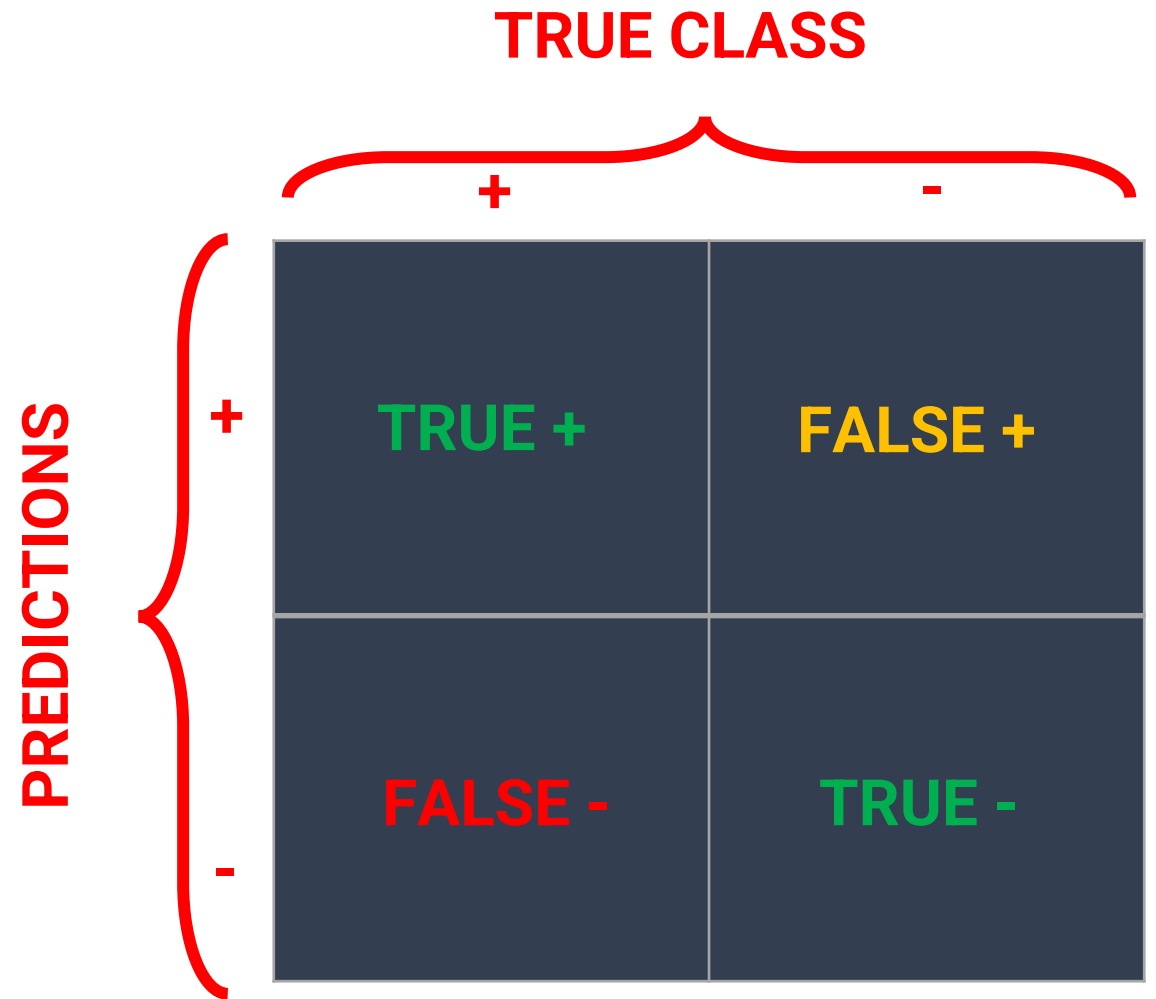 TRUE CLASS
+ -
PREDICTIONS
+
TRUE +
FALSE +
-
FALSE -
TRUE -